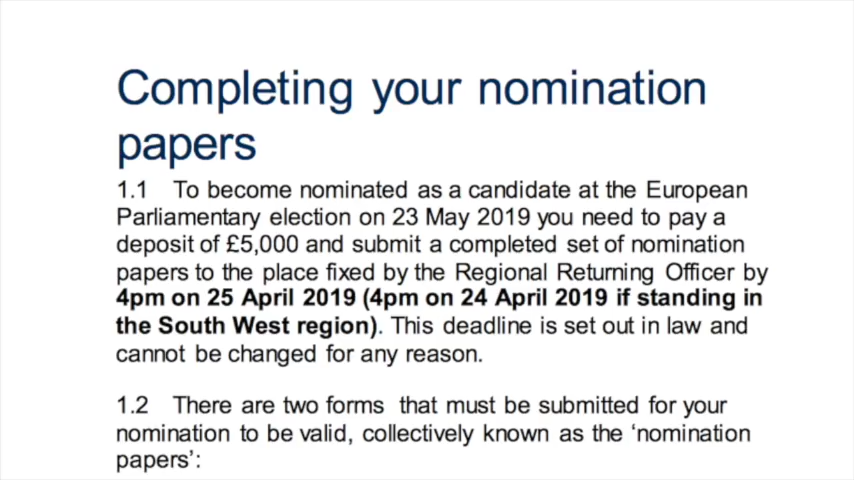 Completing your nomination
papers
1.1 To become nominated as a candidate at the European
Parliamentary election on 23 May 2019 you need to pay a
deposit of £5,000 and submit a completed set of nomination
papers to the place fixed by the Regional Returning Officer by
4pm on 25 April 2019 (4pm on 24 April 2019 if standing in
the South West region). This deadline is set out in law and
cannot be changed for any reason.
1.2 There are two forms that must be submitted for your
nomination to be valid, collectively known as the ‘nomination
papers’: